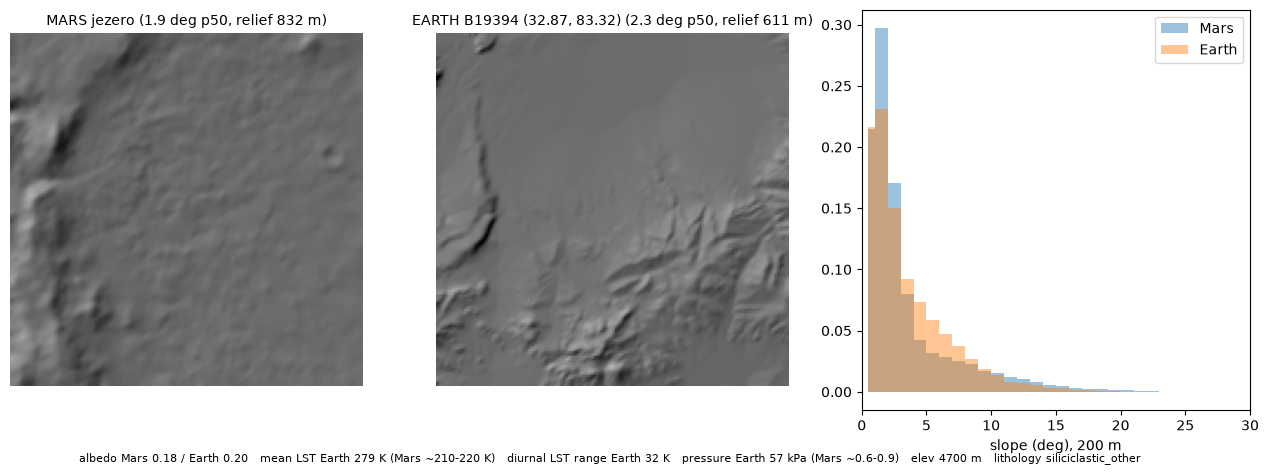 MARS jezero (1.9 deg p50, relief 832 m)
EARTH B19394 (32.87, 83.32) (2.3 deg p50, relief 611 m)
Mars
Earth
0.30
0.25
0.20
0.15
0.10
0.05
0.00
0 5 10 15 20 25 30
slope (deg), 200 m
albedo Mars 0.18 / Earth 0.20 mean LST Earth 279 K (Mars ~210-220 K) diurnal LST range Earth 32 K pressure Earth 57 kPa (Mars ~0.6-0.9) elev 4700 m lithology siliciclastic_other